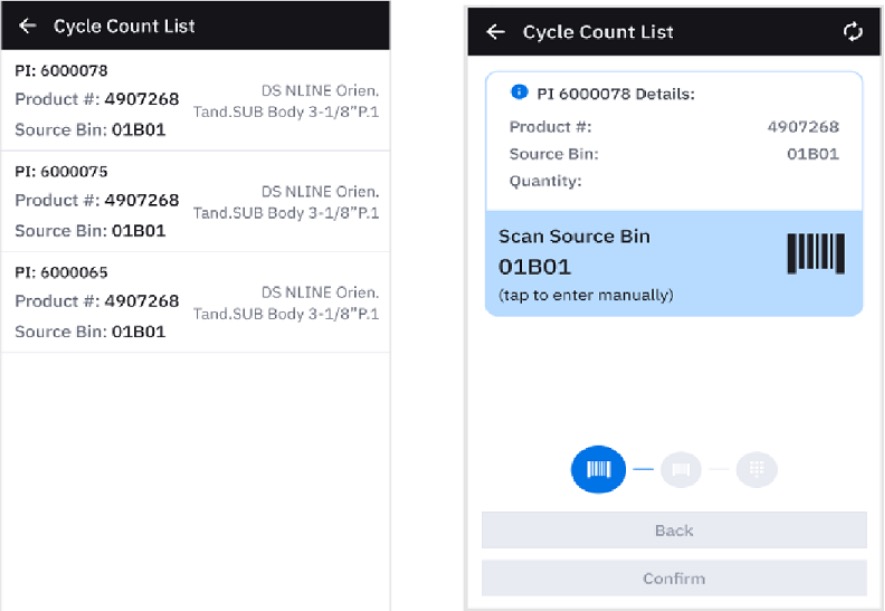 Cycle Count List
PI: 6000078
Product #: 4907268
Source Bin: 01B01
DS NLINE Orien.
Tand.SUB Body 3-1/8"P.1
PI: 6000075
Product #: 4907268
Source Bin: 01B01
DS NLINE Orien.
Tand.SUB Body 3-1/8"P.1
PI: 6000065
Product #: 4907268
Source Bin: 01B01
DS NLINE Orien.
Tand.SUB Body 3-1/8"P.1
Cycle Count List
PI 6000078 Details:
Product #: 4907268
Source Bin: 01B01
Quantity:
Scan Source Bin
01B01
(tap to enter manually)
Back
Confirm